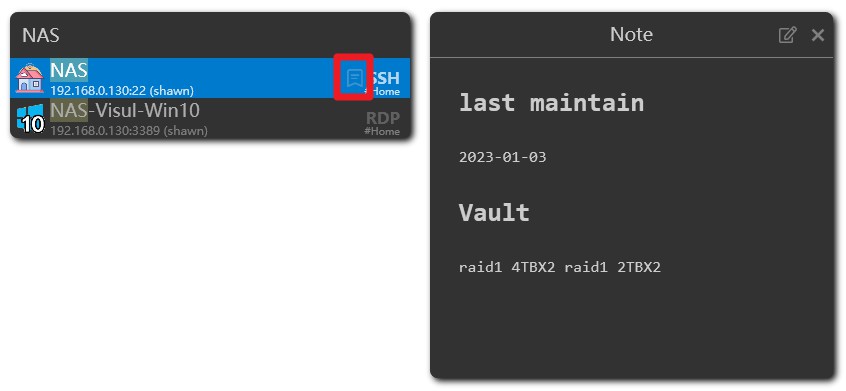 NAS
NAS
192.168.0.130:22 (shawn)
SSH
#Home
10
NAS-Visul-Win10
192.168.0.130:3389 (shawn)
RDP
#Home
Note
last maintain
2023-01-03
Vault
raid1 4TBX2 raid1 2TBX2